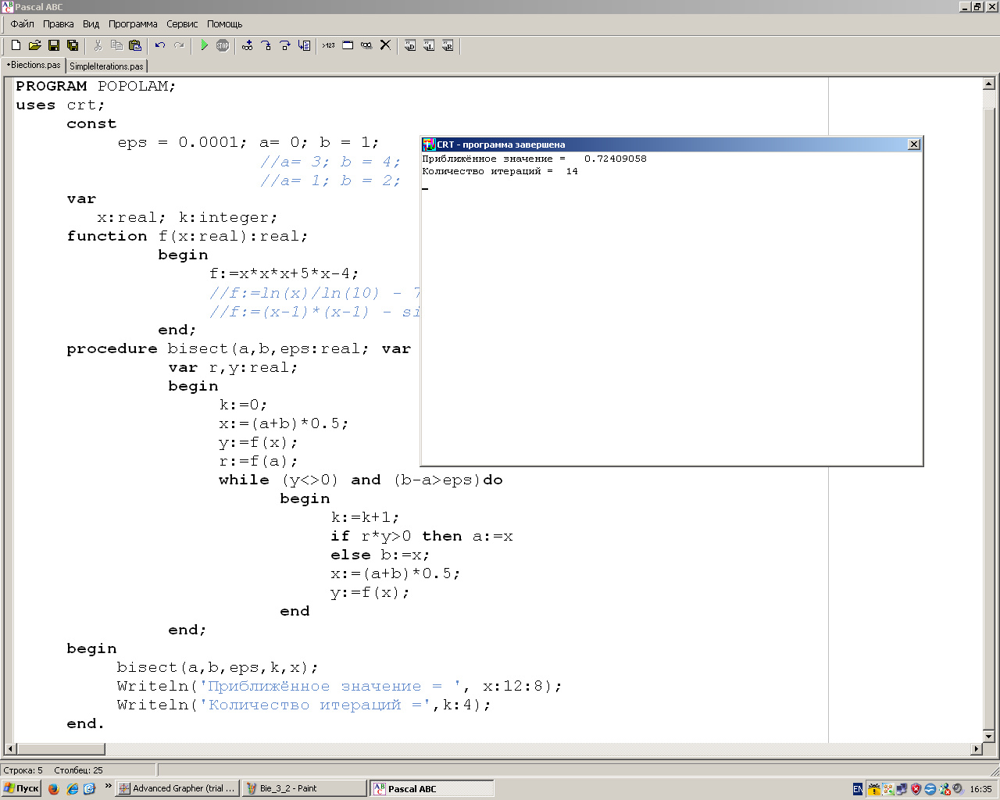 Pascal ABC
Файл Правка Вид Программа Сервис Помощь
•Biections.pas SimpleIterations.pas
PROGRAM POPOLAM;
uses crt;
const
eps = 0.0001; a= 0; b = 1;
//a= 3; b = 4;
//a= 1; b = 2;
var
x:real; k:integer;
function f(x:real):real;
begin
f:=x*x*x+5*x-4;
//f:=ln(x)/ln(10) - 7
//f:=(x-1)*(x-1) - si
end;
procedure bisect(a,b,eps:real; var
var r,y:real;
begin
k:=0;
x:=(a+b)*0.5;
y:=f(x);
r:=f(a);
while (y<>0) and (b-a>eps)do
begin
k:=k+1;
if r*y>0 then a:=x
else b:=x;
x:=(a+b)*0.5;
y:=f(x);
end
end;
begin
bisect(a,b,eps,k,x);
Writeln('Приближённое значение = ', x:12:8);
Writeln('Количество итераций =',k:4);
end.
CRT - программа завершена
Приближённое значение =   0.72409058
Количество итераций =  14
Строка: 5 Столбец: 25
Пуск
Advanced Grapher (trial ...
Bie_3_2 - Paint
Pascal ABC
EN
16:35